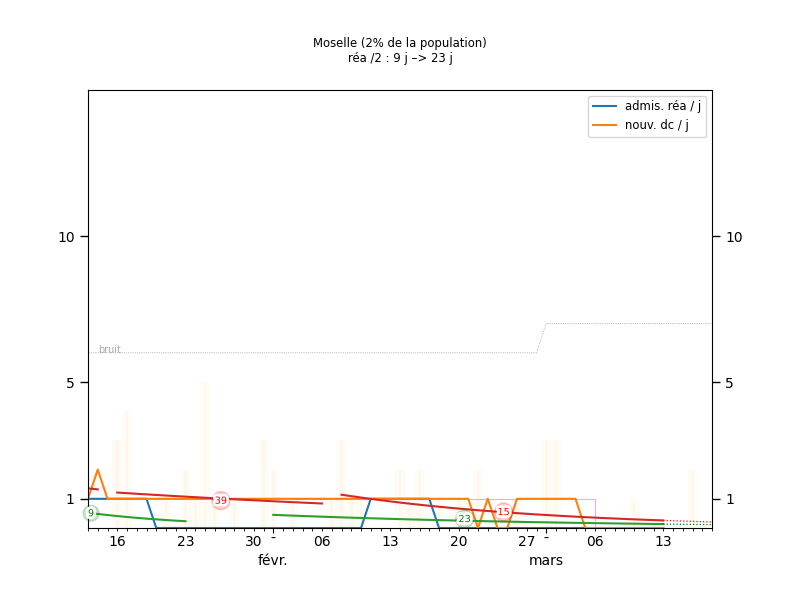 Moselle (2% de la population)
réa /2 : 9 j –> 23 j
admis. réa / j
nouv. dc / j
10 10
bruit
5 5
1 1
39
9 23 15
16 23 30 - 06 13 20 27 - 06 13
févr. mars